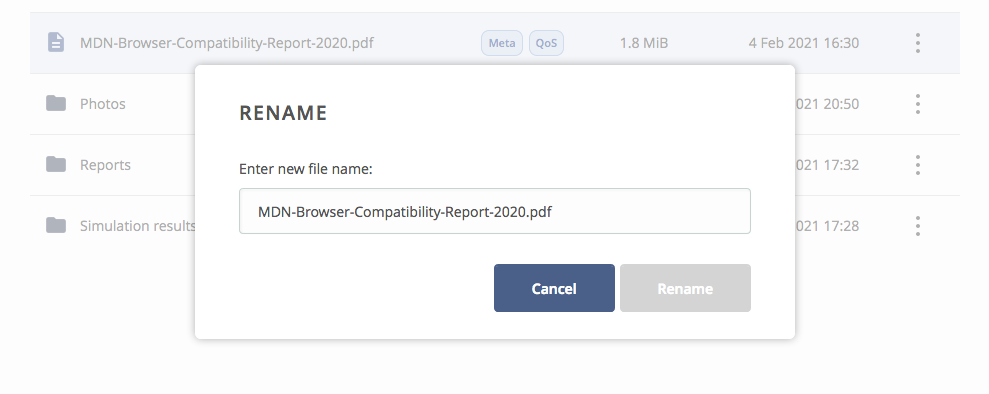 MDN-Browser-Compatibility-Report-2020.pdf Meta QoS 1.8 MiB 4 Feb 2021 16:30
RENAME
Photos 021 20:50
Enter new file name:
Reports 021 17:32
MDN-Browser-Compatibility-Report-2020.pdf
Simulation results 021 17:28
Cancel Rename